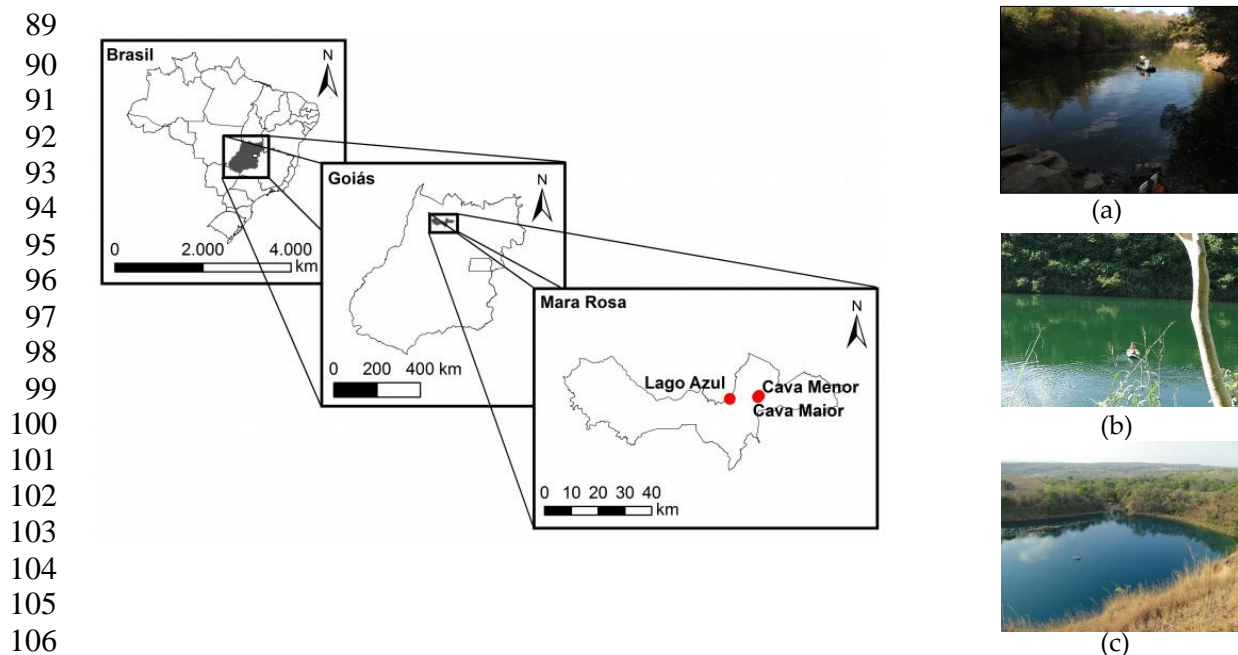 89
90
91
92
93
94
95
96
97
98
99
100
101
102
103
104
105
106
Brasil
N
0 2.000 4.000
km
Goiás
N
0 200 400 km
Mara Rosa
N
Lago Azul
Cava Menor
Cava Maior
0 10 20 30 40
km
(a)
(b)
(c)